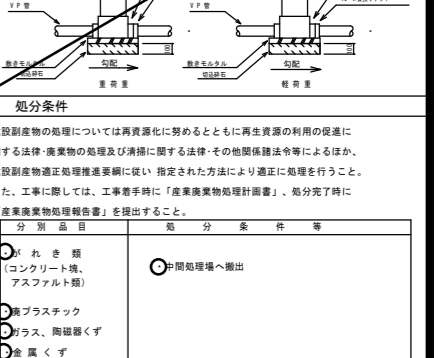 VP管
VP管
敷きモルタル
切込砕石
勾配
100
敷きモルタル
切込砕石
勾配
100
重荷重
軽荷重
処分条件
設副産物の処理については再資源化に努めるとともに再生資源の利用の促進に
する法律・廃棄物の処理及び清掃に関する法律・その他関係諸法令等によるほか、
設副産物適正処理推進要綱に従い 指定された方法により適正に処理を行うこと。
た、工事に際しては、工事着手時に「産業廃棄物処理計画書」、処分完了時に
産業廃棄物処理報告書」を提出すること。
分別品目
処分条件等
・がれき類
(コンクリート塊、
アスファルト類)
・中間処理場へ搬出
・廃プラスチック
・ガラス、陶磁器くず
・金属くず